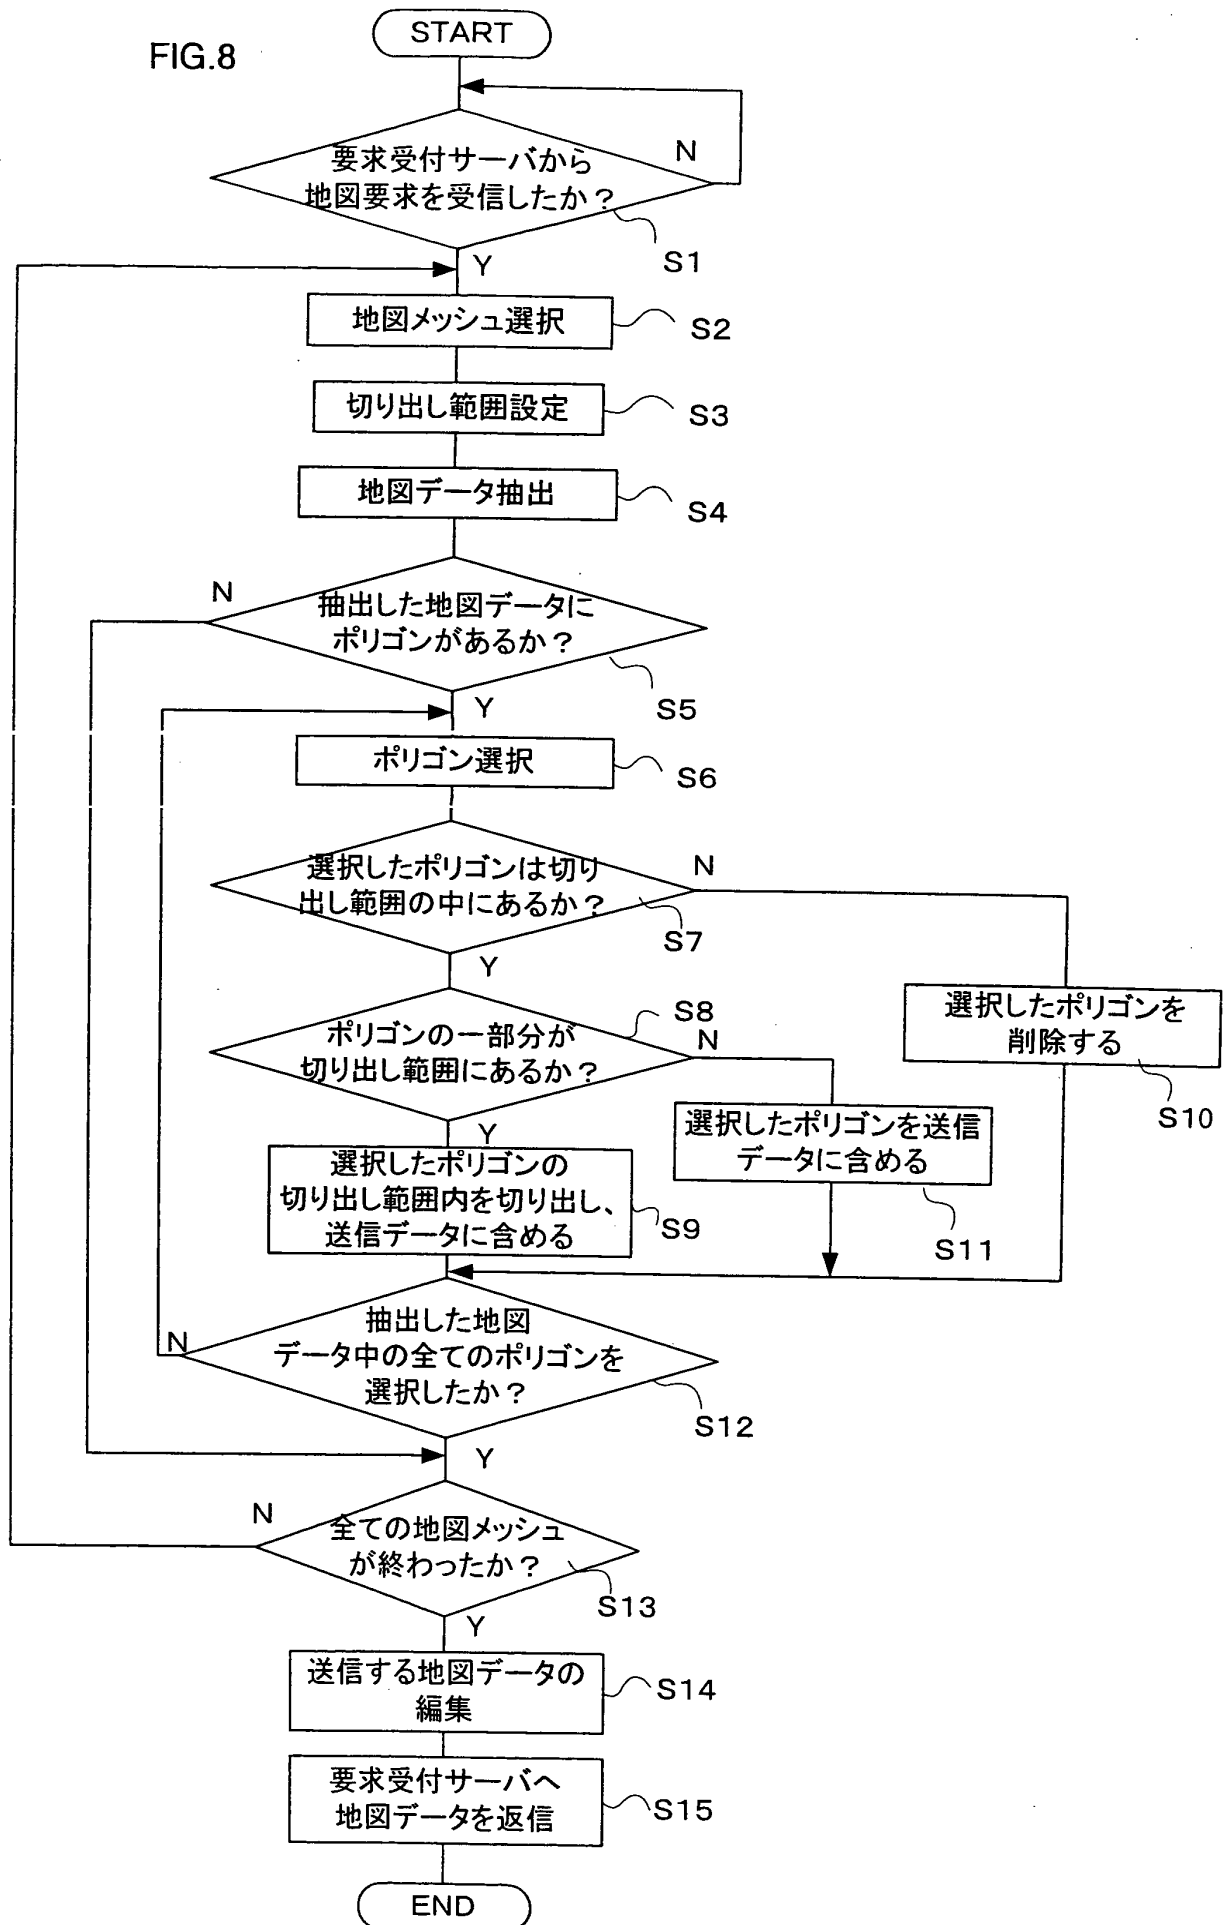 FIG.8
START
要求受付サーバから
地図要求を受信したか？
N
S1
Y
地図メッシュ選択
S2
切り出し範囲設定
S3
地図データ抽出
S4
N
抽出した地図データに
ポリゴンがあるか？
S5
Y
ポリゴン選択
S6
選択したポリゴンは切り
出し範囲の中にあるか？
N
S7
Y
S8
ポリゴンの一部分が
切り出し範囲にあるか？
N
選択したポリゴンを
削除する
S10
選択したポリゴンを送信
データに含める
S11
Y
選択したポリゴンの
切り出し範囲内を切り出し、
送信データに含める
S9
抽出した地図
データ中の全てのポリゴンを
選択したか？
N
S12
Y
N
全ての地図メッシュ
が終わったか？
S13
Y
送信する地図データの
編集
S14
要求受付サーバへ
地図データを返信
S15
END